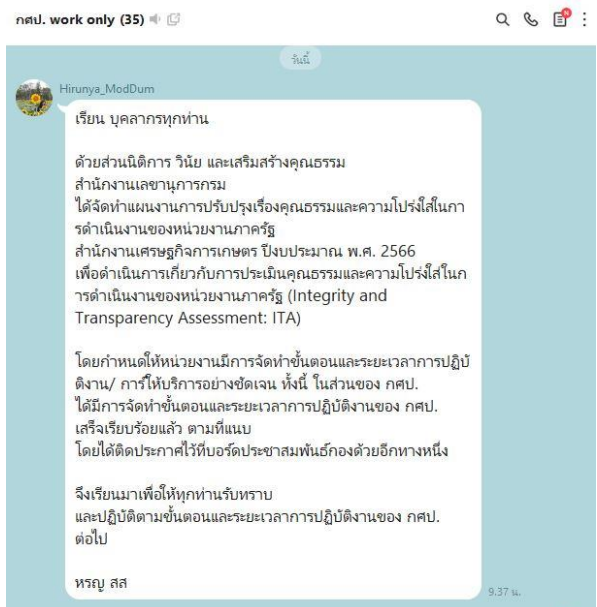 กศป. work only (35)
N
วันนี้
Hirunya_ModDum
เรียน บุคลากรทุกท่าน
ด้วยส่วนนิติการ วินัย และเสริมสร้างคุณธรรม
สำนักงานเลขานุการกรม
ได้จัดทำแผนงานการปรับปรุงเรื่องคุณธรรมและความโปร่งใสในกา
รดำเนินงานของหน่วยงานภาครัฐ
สำนักงานเศรษฐกิจการเกษตร ปีงบประมาณ พ.ศ. 2566
เพื่อดำเนินการเกี่ยวกับการประเมินคุณธรรมและความโปร่งใสในก
ารดำเนินงานของหน่วยงานภาครัฐ (Integrity and
Transparency Assessment: ITA)
โดยกำหนดให้หน่วยงานมีการจัดทำขั้นตอนและระยะเวลาการปฏิบั
ติงาน/ การให้บริการอย่างชัดเจน ทั้งนี้ ในส่วนของ กศป.
ได้มีการจัดทำขั้นตอนและระยะเวลาการปฏิบัติงานของ กศป.
เสร็จเรียบร้อยแล้ว ตามที่แนบ
โดยได้ติดประกาศไว้ที่บอร์ดประชาสมพันธ์กองด้วยอีกทางหนึ่ง
จึงเรียนมาเพื่อให้ทุกท่านรับทราบ
และปฏิบัติตามขั้นตอนและระยะเวลาการปฏิบัติงานของ กศป.
ต่อไป
หรญ สส
9.37 น.